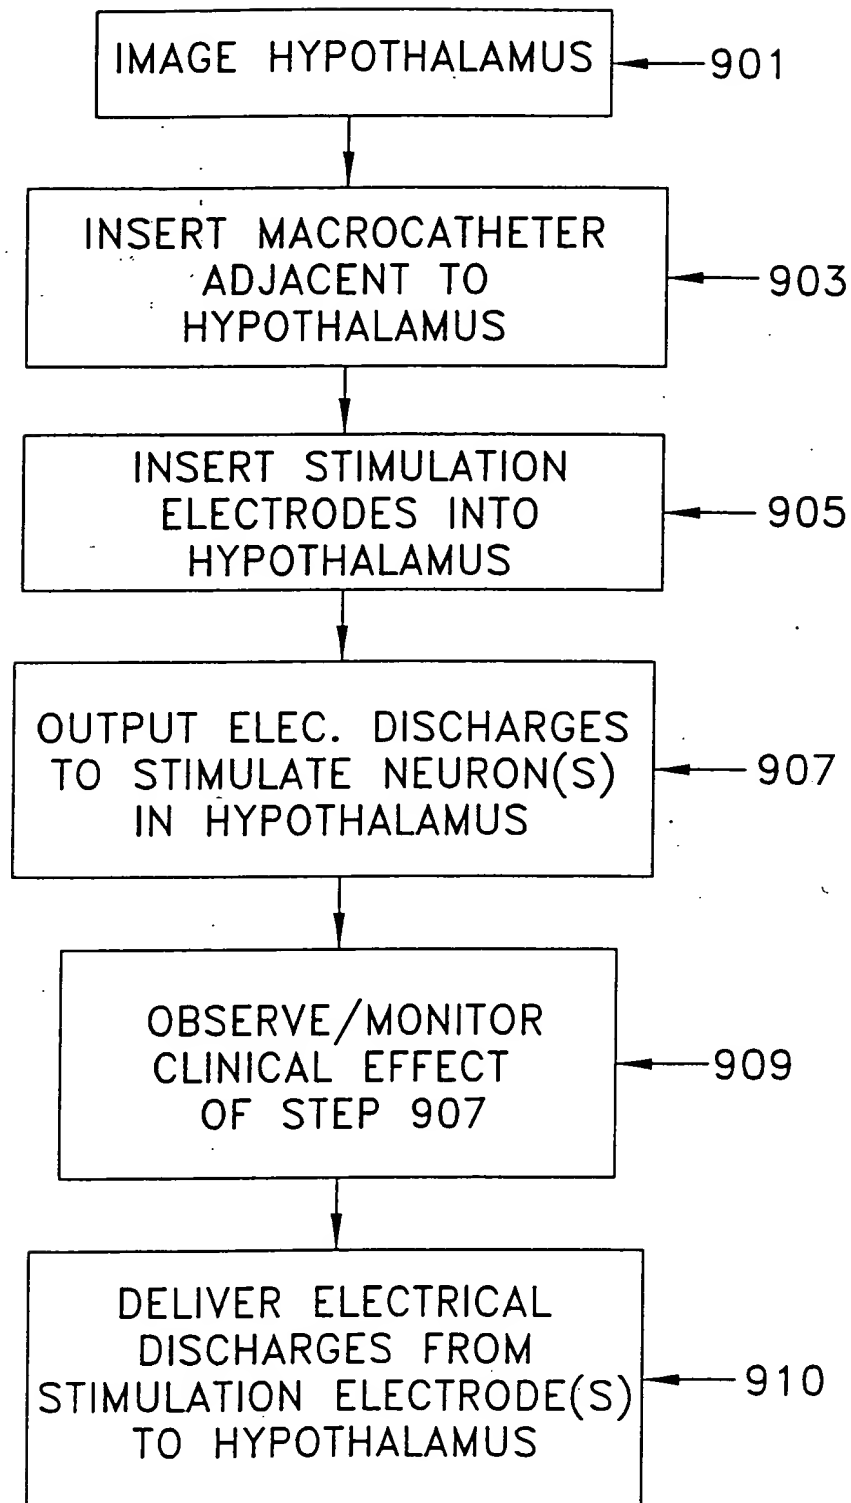 IMAGE HYPOTHALAMUS
901
INSERT MACROCATHETER
ADJACENT TO
HYPOTHALAMUS
903
INSERT STIMULATION
ELECTRODES INTO
HYPOTHALAMUS
905
OUTPUT ELEC. DISCHARGES
TO STIMULATE NEURON(S)
IN HYPOTHALAMUS
907
OBSERVE/MONITOR
CLINICAL EFFECT
OF STEP 907
909
DELIVER ELECTRICAL
DISCHARGES FROM
STIMULATION ELECTRODE(S)
TO HYPOTHALAMUS
910